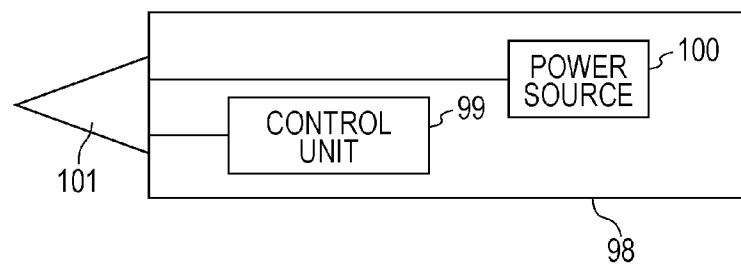 100
POWER
SOURCE
99
CONTROL
UNIT
101
98